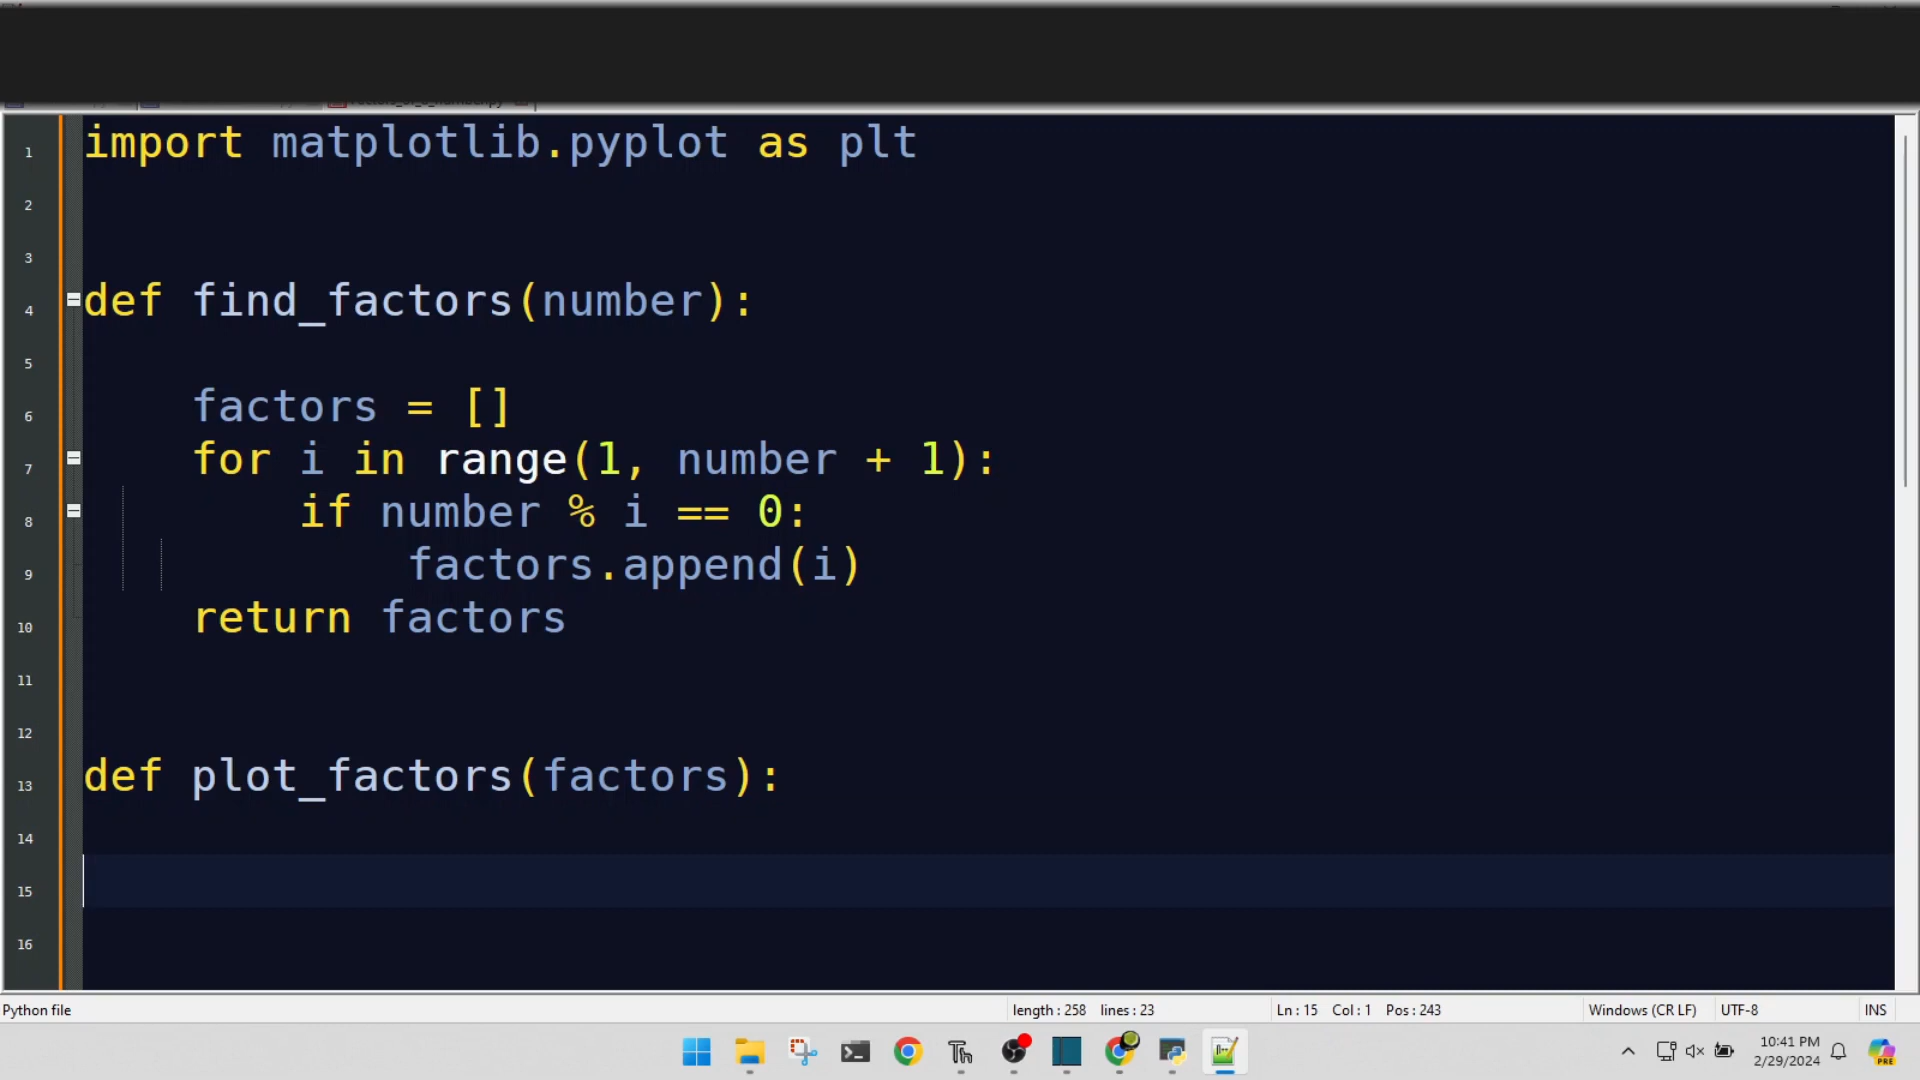 1 import matplotlib.pyplot as plt
2
3
4 def find_factors(number):
5
6 factors = []
7 for i in range(1, number + 1):
8 if number % i == 0:
9 factors.append(i)
10 return factors
11
12
13 def plot_factors(factors):
14
15
16
Python file length : 258 lines : 23 Ln : 15 Col : 1 Pos : 243 Windows (CR LF) UTF-8 INS
10:41 PM
2/29/2024
PRE